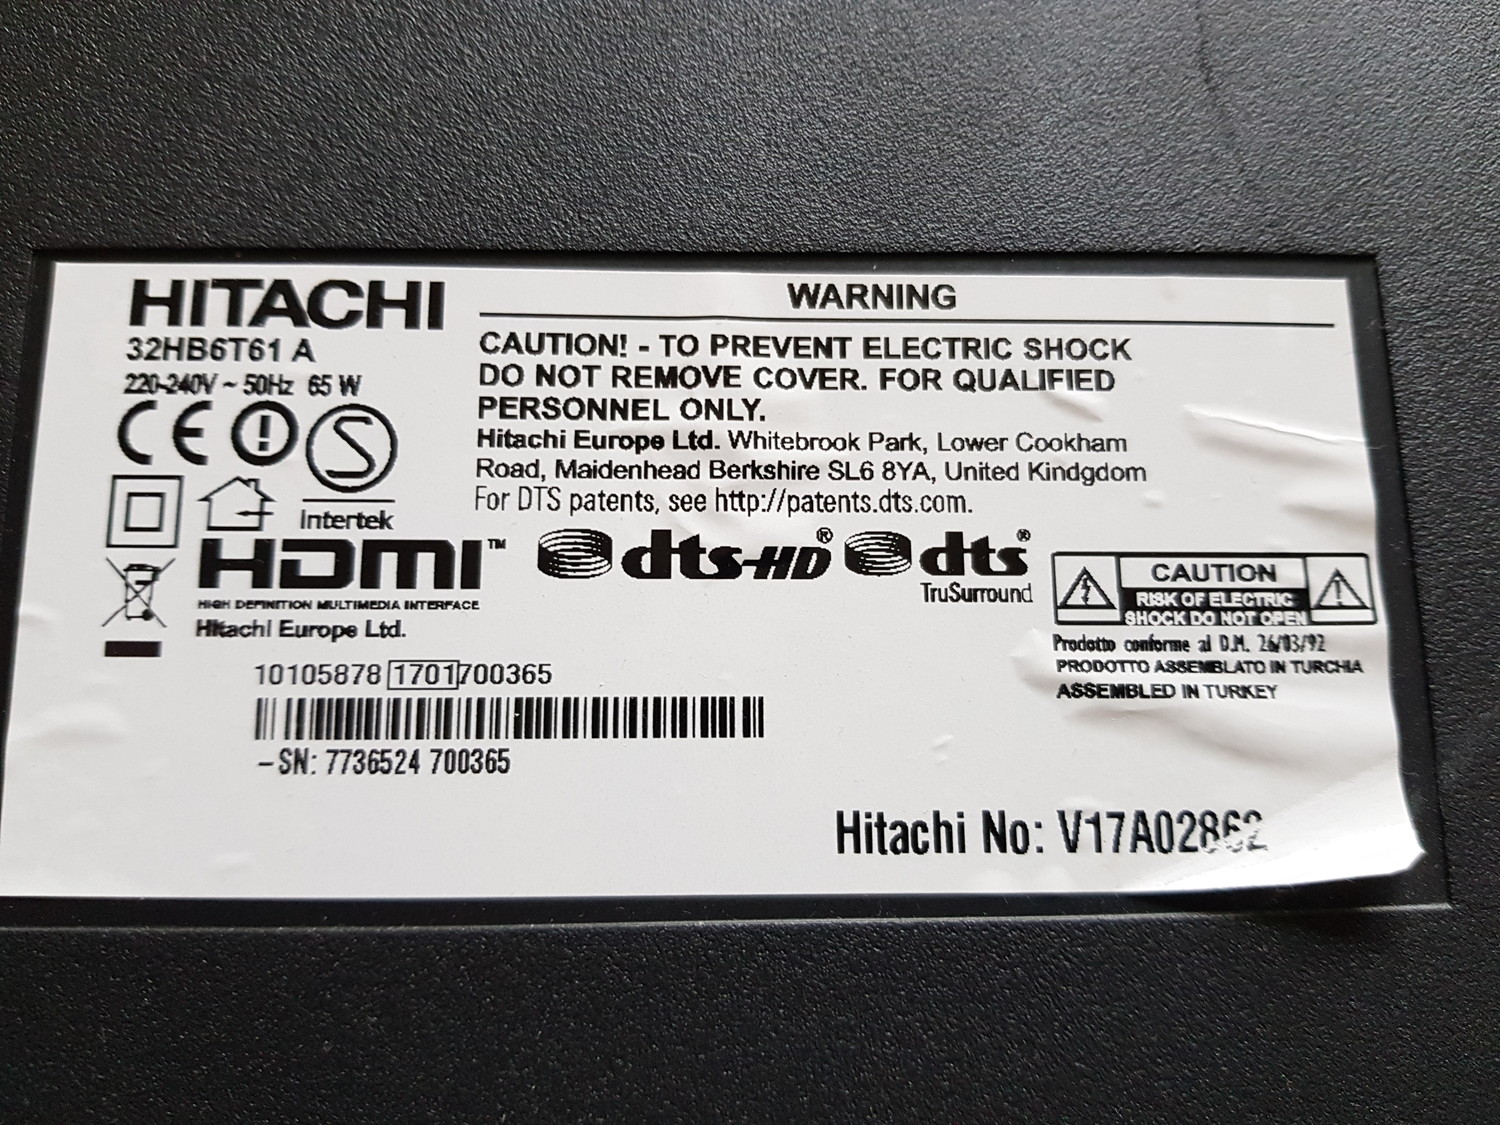 HITACHI
32HB6T61 A
220-240V ~ 50Hz 65 W
Intertek
HDMI™
HIGH DEFINITION MULTIMEDIA INTERFACE
Hitachi Europe Ltd.
WARNING
CAUTION! - TO PREVENT ELECTRIC SHOCK
DO NOT REMOVE COVER. FOR QUALIFIED
PERSONNEL ONLY.
Hitachi Europe Ltd. Whitebrook Park, Lower Cookham
Road, Maidenhead Berkshire SL6 8YA, United Kindgdom
For DTS patents, see http://patents.dts.com.
dts-HD® dts®
TruSurround
CAUTION
RISK OF ELECTRIC
SHOCK DO NOT OPEN
Prodotto conforme al D.M. 26/03/92
PRODOTTO ASSEMBLATO IN TURCHIA
ASSEMBLED IN TURKEY
10105878 1701 700365
–SN: 7736524 700365
Hitachi No: V17A02862